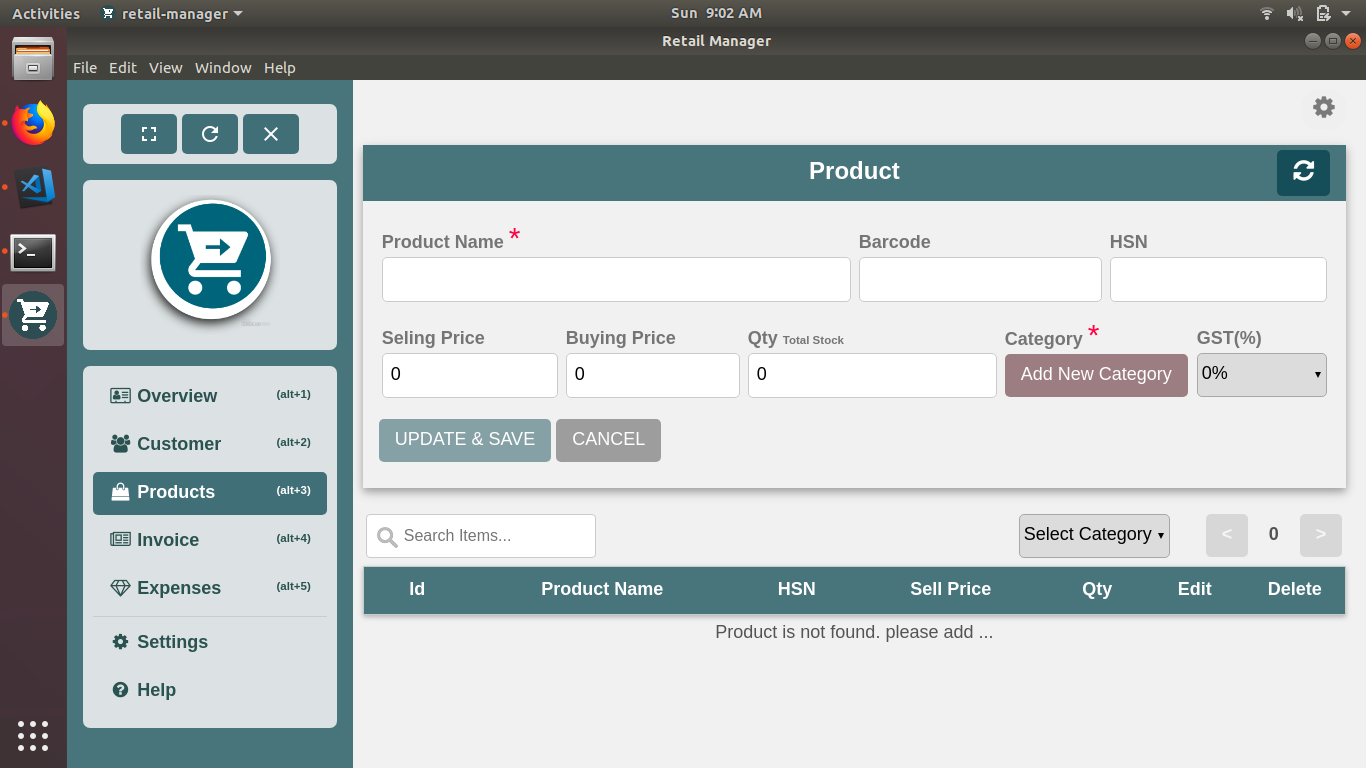 Activities retail-manager Sun 9:02 AM
Retail Manager
File Edit View Window Help
Product
Product Name * Barcode HSN
Seling Price Buying Price Qty Total Stock Category * GST(%)
0 0 0 Add New Category 0%
UPDATE & SAVE CANCEL
Overview (alt+1)
Customer (alt+2)
Products (alt+3)
Invoice (alt+4)
Expenses (alt+5)
Settings
Help
Search Items... Select Category < 0 >
Id Product Name HSN Sell Price Qty Edit Delete
Product is not found. please add ...